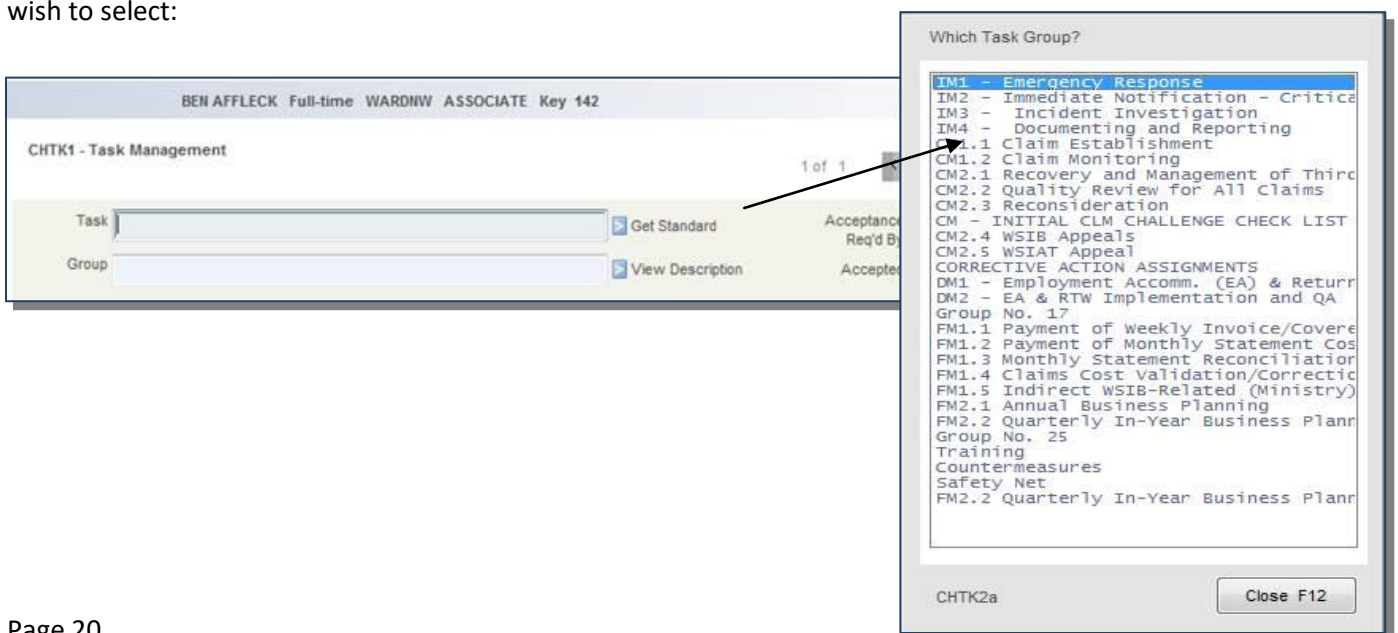 wish to select:
BEN AFFLECK Full-time WARDNW ASSOCIATE Key 142
CHTK1 - Task Management
1 of 1
Task
Get Standard
Acceptance
Req'd By
Group
View Description
Accepted
Which Task Group?
IM1 - Emergency Response
IM2 - Immediate Notification - Critica
IM3 - Incident Investigation
IM4 - Documenting and Reporting
CM1.1 Claim Establishment
CM1.2 Claim Monitoring
CM2.1 Recovery and Management of Third
CM2.2 Quality Review for All Claims
CM2.3 Reconsideration
CM - INITIAL CLM CHALLENGE CHECK LIST
CM2.4 WSIB Appeals
CM2.5 WSIAT Appeal
CORRECTIVE ACTION ASSIGNMENTS
DM1 - Employment Accomm. (EA) & Return
DM2 - EA & RTW Implementation and QA
Group No. 17
FM1.1 Payment of Weekly Invoice/Covere
FM1.2 Payment of Monthly Statement Cos
FM1.3 Monthly Statement Reconciliation
FM1.4 Claims Cost Validation/Correctio
FM1.5 Indirect WSIB-Related (Ministry)
FM2.1 Annual Business Planning
FM2.2 Quarterly In-Year Business Plann
Group No. 25
Training
Countermeasures
Safety Net
FM2.2 Quarterly In-Year Business Plann
CHTK2a
Close F12
Page 20